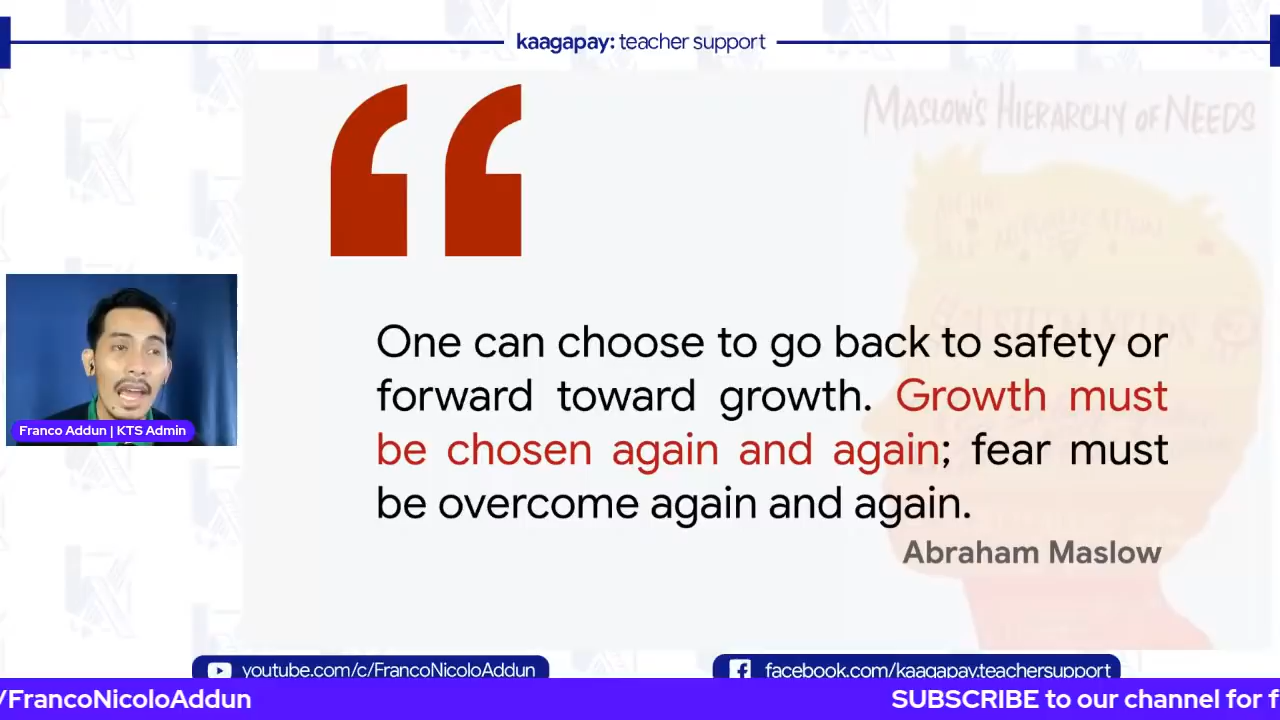 kaagapay: teacher support
MASLOW'S HIERARCHY OF NEEDS
One can choose to go back to safety or
forward toward growth. Growth must
be chosen again and again; fear must
be overcome again and again.
Abraham Maslow
Franco Addun | KTS Admin
youtube.com/c/FrancoNicoloAddun
facebook.com/kaagapay.teachersupport
/FrancoNicoloAddun
SUBSCRIBE to our channel for f